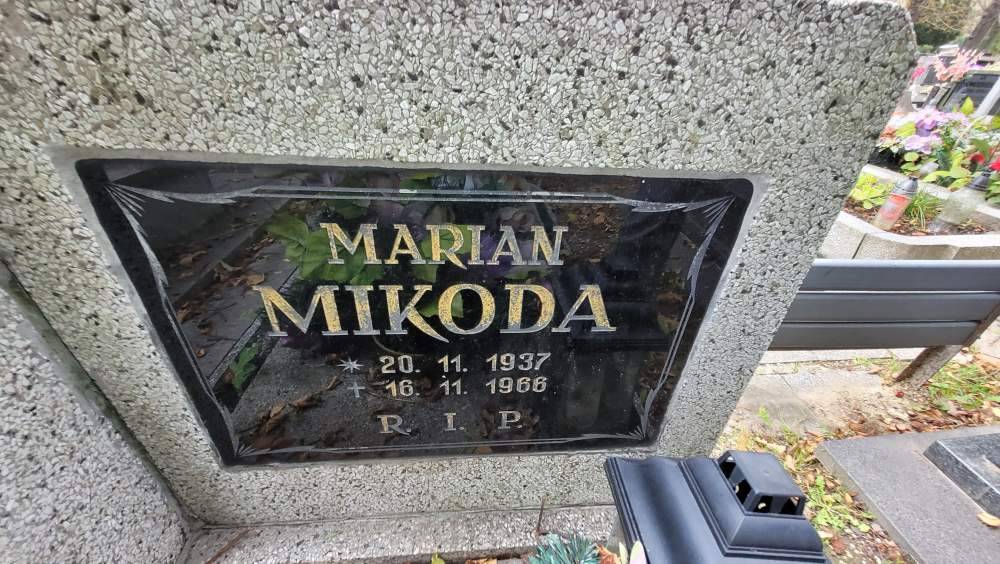 MARIAN
MIKODA
* 20. 11. 1937
+ 16. 11. 1966
R. I. P.